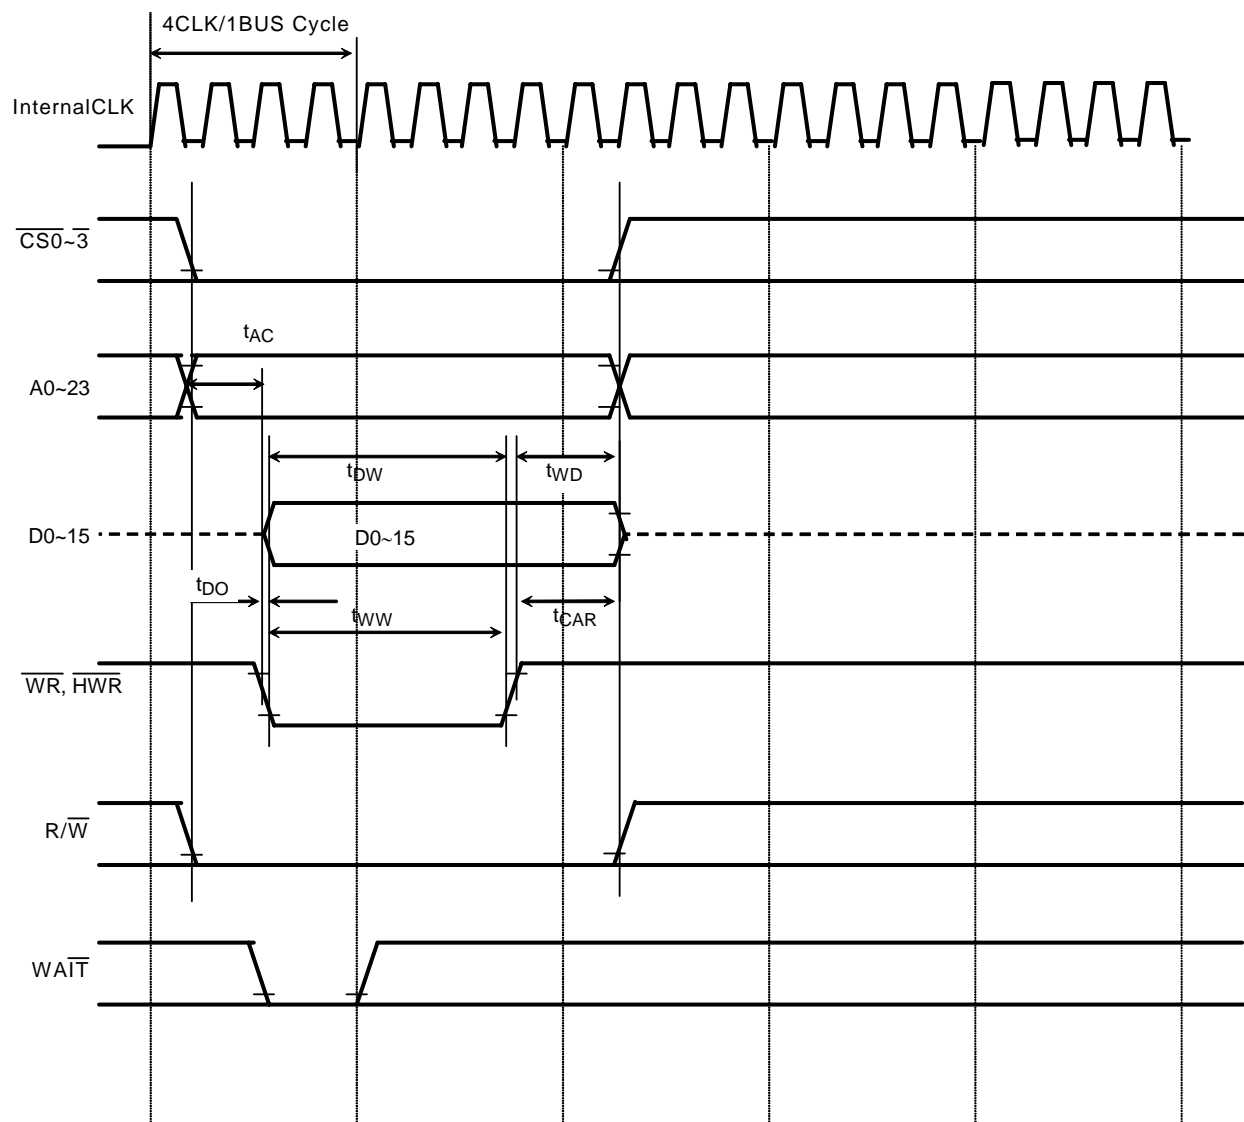 4CLK/1BUS Cycle
InternalCLK
CS0~3
tAC
A0~23
tDW tWD
D0~15 D0~15
tDO
tWW tCAR
WR, HWR
R/W
WAIT